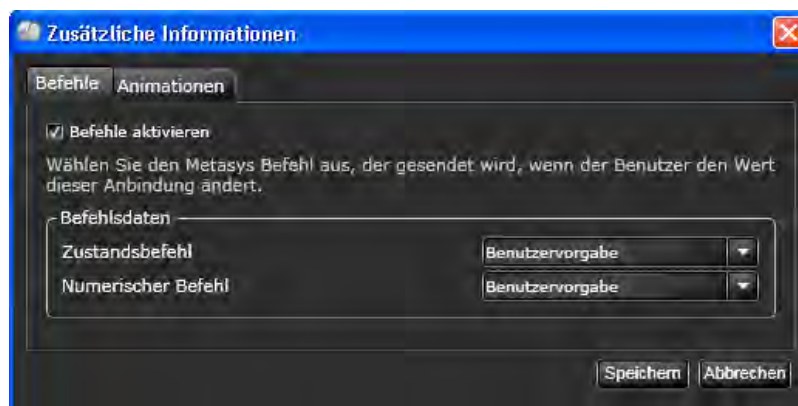 Zusätzliche Informationen
Befehle Animationen
Befehle aktivieren
Wählen Sie den Metasys Befehl aus, der gesendet wird, wenn der Benutzer den Wert
dieser Anbindung ändert.
Befehlsdaten
Zustandsbefehl Benutzervorgabe
Numerischer Befehl Benutzervorgabe
Speichern Abbrechen